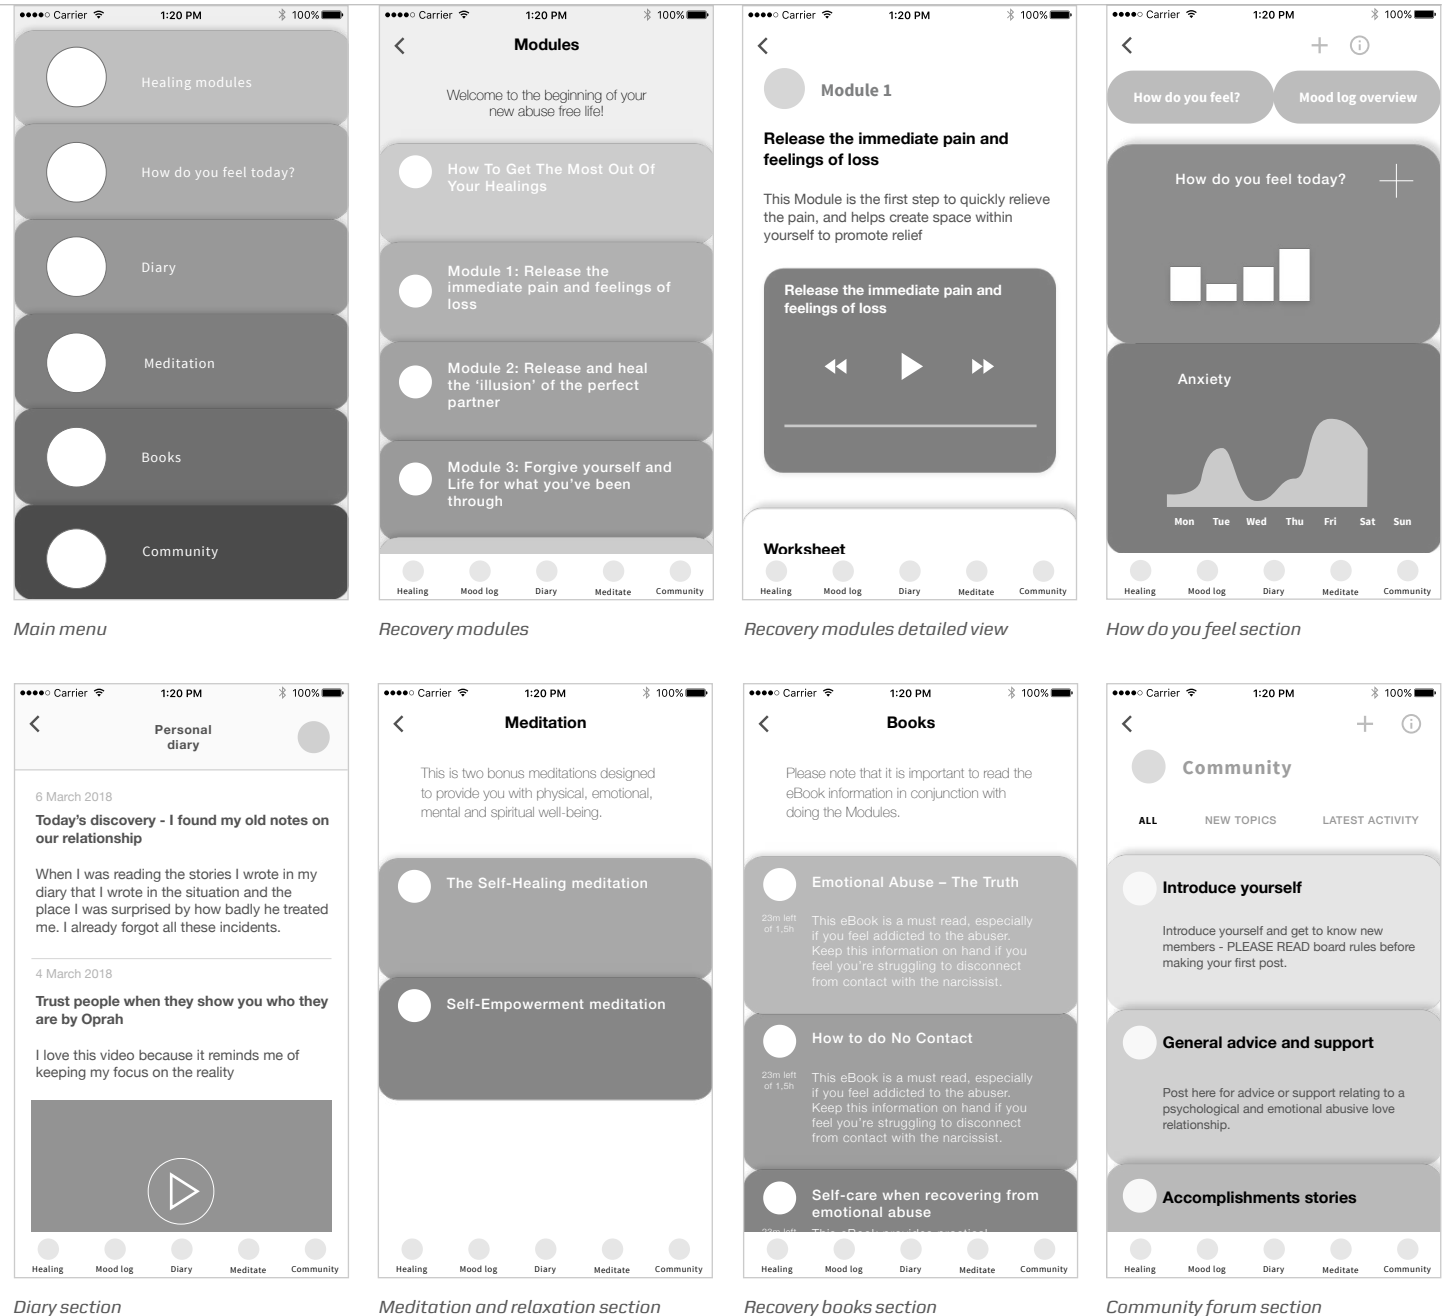 Carrier 1:20 PM 100%
Healing modules
How do you feel today?
Diary
Meditation
Books
Community
Main menu
Carrier 1:20 PM 100%
Modules
Welcome to the beginning of your
new abuse free life!
How To Get The Most Out Of
Your Healings
Module 1: Release the
immediate pain and feelings of
loss
Module 2: Release and heal
the ‘illusion’ of the perfect
partner
Module 3: Forgive yourself and
Life for what you’ve been
through
Healing Mood log Diary Meditate Community
Recovery modules
Carrier 1:20 PM 100%
Module 1
Release the immediate pain and
feelings of loss
This Module is the first step to quickly relieve
the pain, and helps create space within
yourself to promote relief
Release the immediate pain and
feelings of loss
Worksheet
Healing Mood log Diary Meditate Community
Recovery modules detailed view
Carrier 1:20 PM 100%
How do you feel? Mood log overview
How do you feel today?
Anxiety
Mon Tue Wed Thu Fri Sat Sun
Healing Mood log Diary Meditate Community
How do you feel section
Carrier 1:20 PM 100%
Personal
diary
6 March 2018
Today’s discovery - I found my old notes on
our relationship
When I was reading the stories I wrote in my
diary that I wrote in the situation and the
place I was surprised by how badly he treated
me. I already forgot all these incidents.
4 March 2018
Trust people when they show you who they
are by Oprah
I love this video because it reminds me of
keeping my focus on the reality
Healing Mood log Diary Meditate Community
Diary section
Carrier 1:20 PM 100%
Meditation
This is two bonus meditations designed
to provide you with physical, emotional,
mental and spiritual well-being.
The Self-Healing meditation
Self-Empowerment meditation
Healing Mood log Diary Meditate Community
Meditation and relaxation section
Carrier 1:20 PM 100%
Books
Please note that it is important to read the
eBook information in conjunction with
doing the Modules.
Emotional Abuse – The Truth
23m left
of 1,5h
This eBook is a must read, especially
if you feel addicted to the abuser.
Keep this information on hand if you
feel you’re struggling to disconnect
from contact with the narcissist.
How to do No Contact
23m left
of 1,5h
This eBook is a must read, especially
if you feel addicted to the abuser.
Keep this information on hand if you
feel you’re struggling to disconnect
from contact with the narcissist.
Self-care when recovering from
emotional abuse
23m left
This eBook provides practical
Healing Mood log Diary Meditate Community
Recovery books section
Carrier 1:20 PM 100%
Community
ALL NEW TOPICS LATEST ACTIVITY
Introduce yourself
Introduce yourself and get to know new
members - PLEASE READ board rules before
making your first post.
General advice and support
Post here for advice or support relating to a
psychological and emotional abusive love
relationship.
Accomplishments stories
Healing Mood log Diary Meditate Community
Community forum section